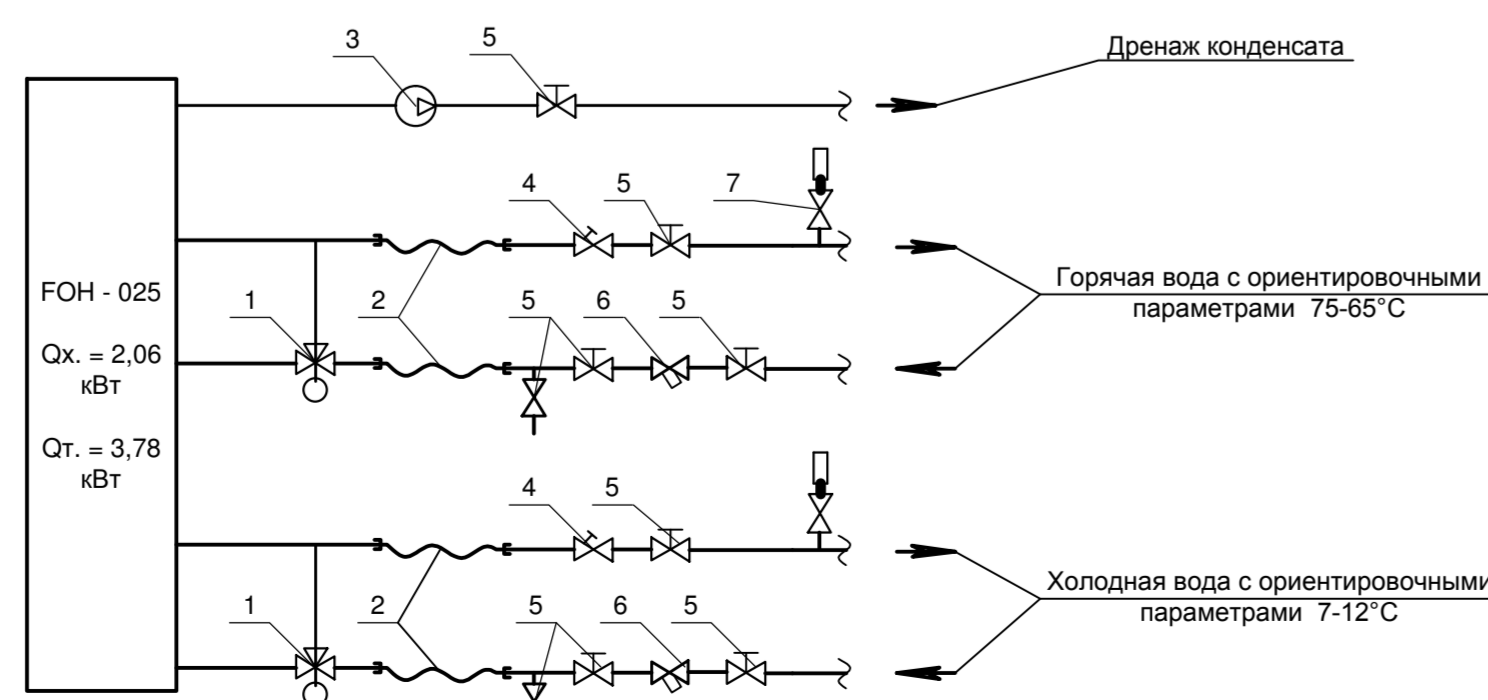 3 5
Дренаж конденсата
4 5 7
FOH - 025
Qх. = 2,06
кВт
Qт. = 3,78
кВт
Горячая вода с ориентировочными
параметрами 75-65°C
1 2 5 6 5
4 5
Холодная вода с ориентировочными
параметрами 7-12°C
1 2 5 6 5